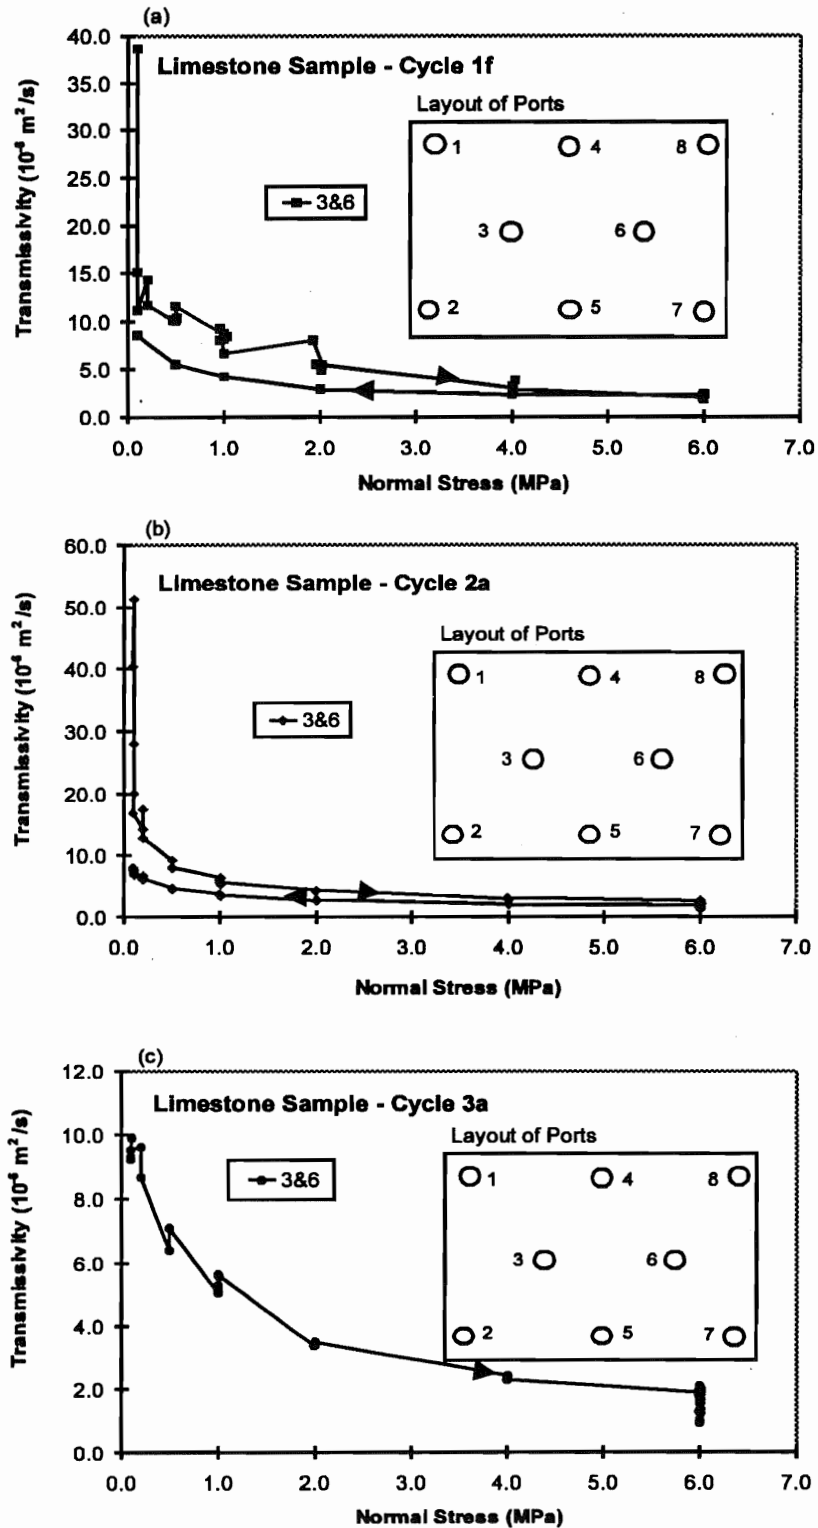 (a)
Limestone Sample - Cycle 1f
Layout of Ports
1 4 8
3&6
3 6
2 5 7
Transmissivity (10⁻⁶ m²/s)
40.0
35.0
30.0
25.0
20.0
15.0
10.0
5.0
0.0
0.0 1.0 2.0 3.0 4.0 5.0 6.0 7.0
Normal Stress (MPa)
(b)
Limestone Sample - Cycle 2a
Layout of Ports
1 4 8
3&6
3 6
2 5 7
Transmissivity (10⁻⁶ m²/s)
60.0
50.0
40.0
30.0
20.0
10.0
0.0
0.0 1.0 2.0 3.0 4.0 5.0 6.0 7.0
Normal Stress (MPa)
(c)
Limestone Sample - Cycle 3a
Layout of Ports
1 4 8
3&6
3 6
2 5 7
Transmissivity (10⁻⁶ m²/s)
12.0
10.0
8.0
6.0
4.0
2.0
0.0
0.0 1.0 2.0 3.0 4.0 5.0 6.0 7.0
Normal Stress (MPa)